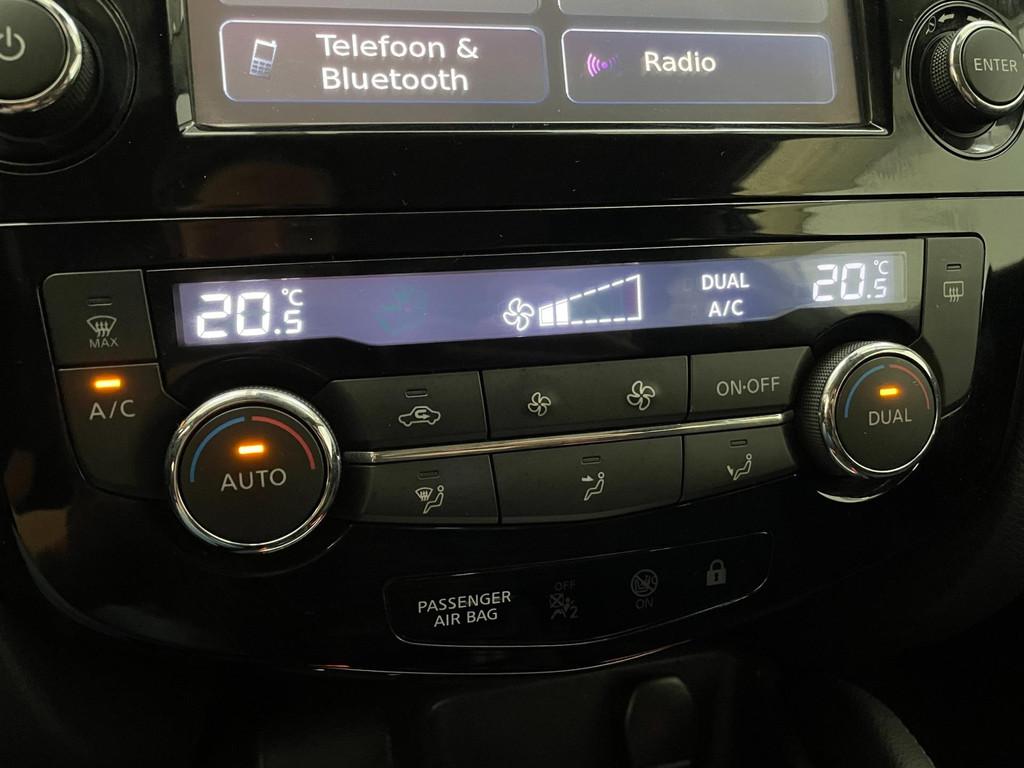 Telefoon &
Bluetooth
Radio
ENTER
20.5 °C
DUAL
A/C
20.5 °C
MAX
A/C
AUTO
ON·OFF
DUAL
PASSENGER
AIR BAG
OFF
2
ON